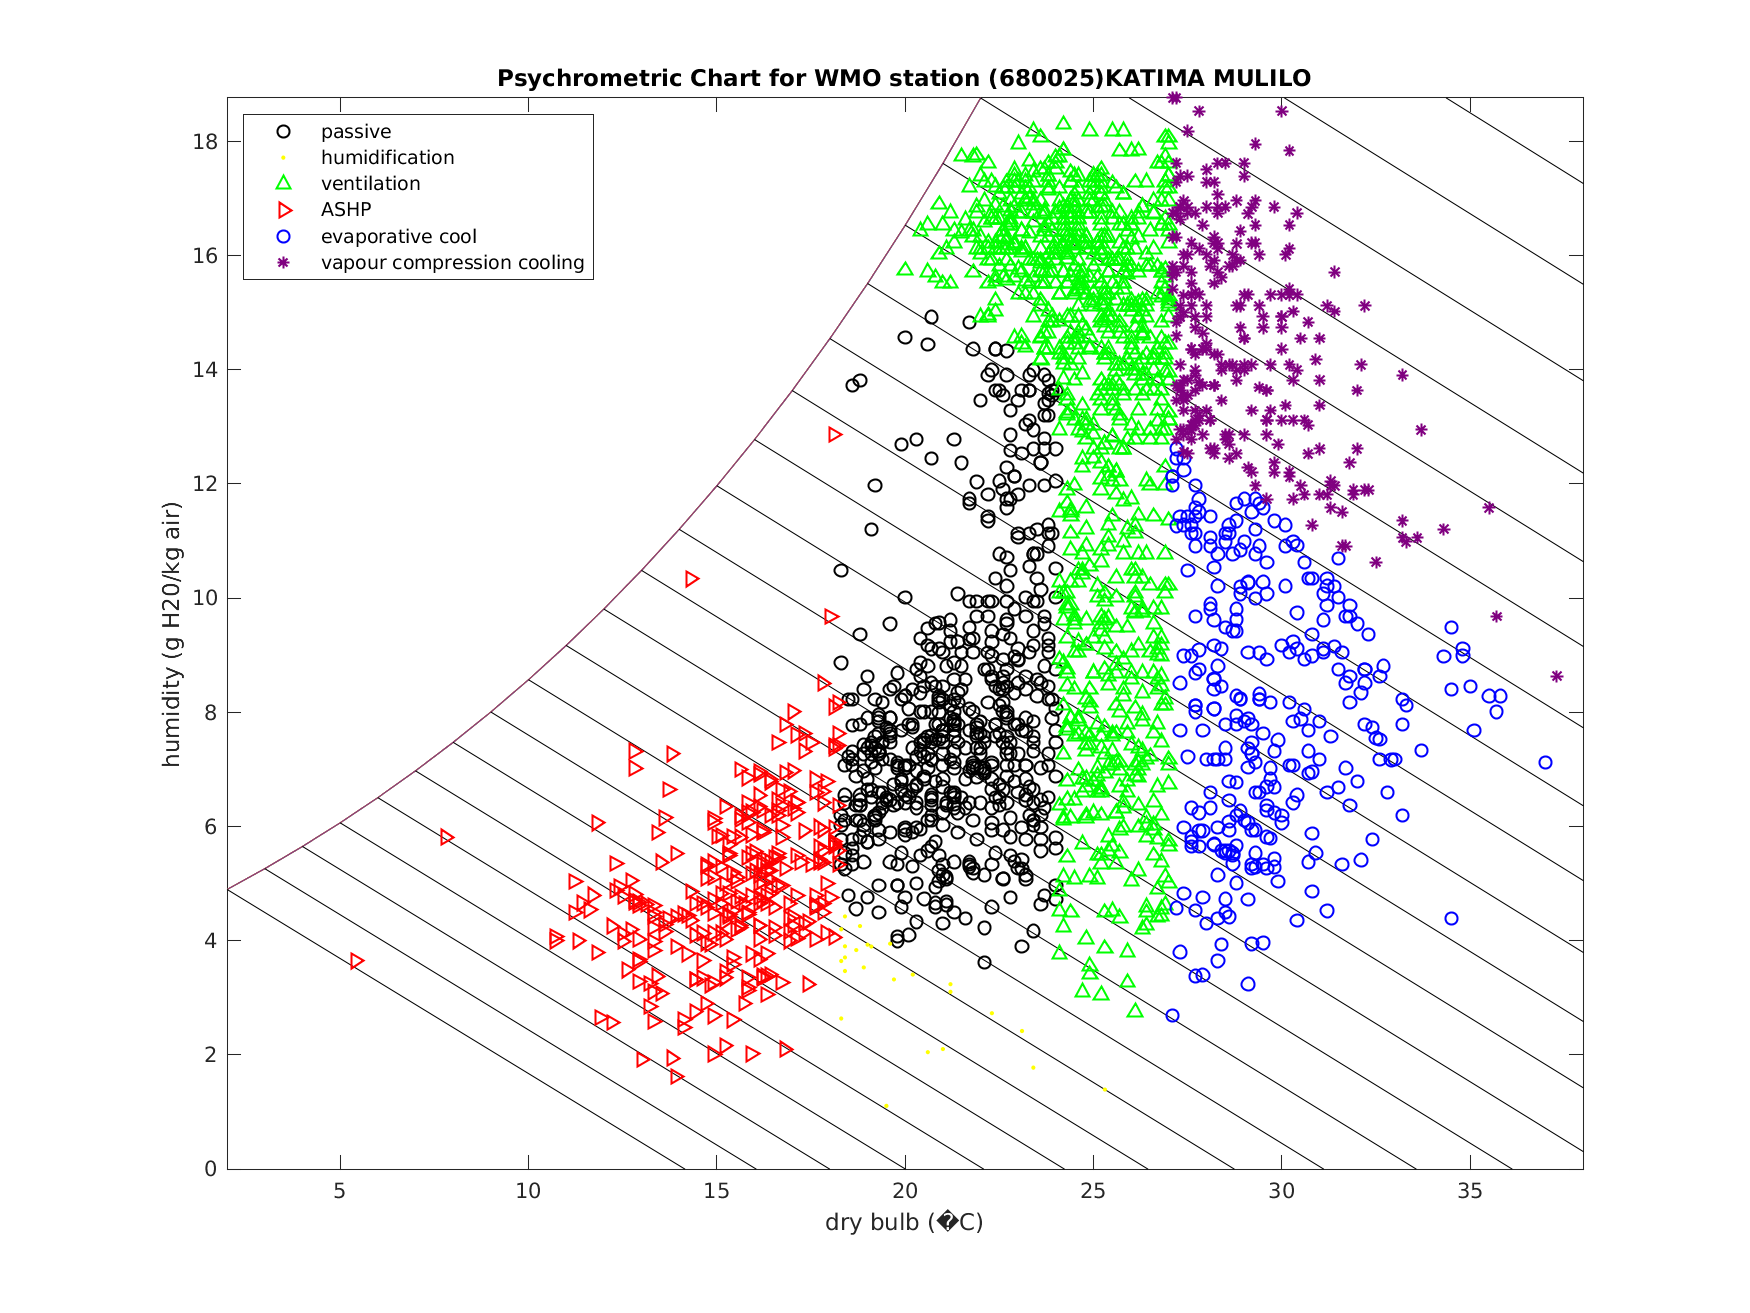 Psychrometric Chart for WMO station (680025)KATIMA MULILO
passive
humidification
ventilation
ASHP
evaporative cool
vapour compression cooling
humidity (g H20/kg air)
18
16
14
12
10
8
6
4
2
0
5 10 15 20 25 30 35
dry bulb (�C)